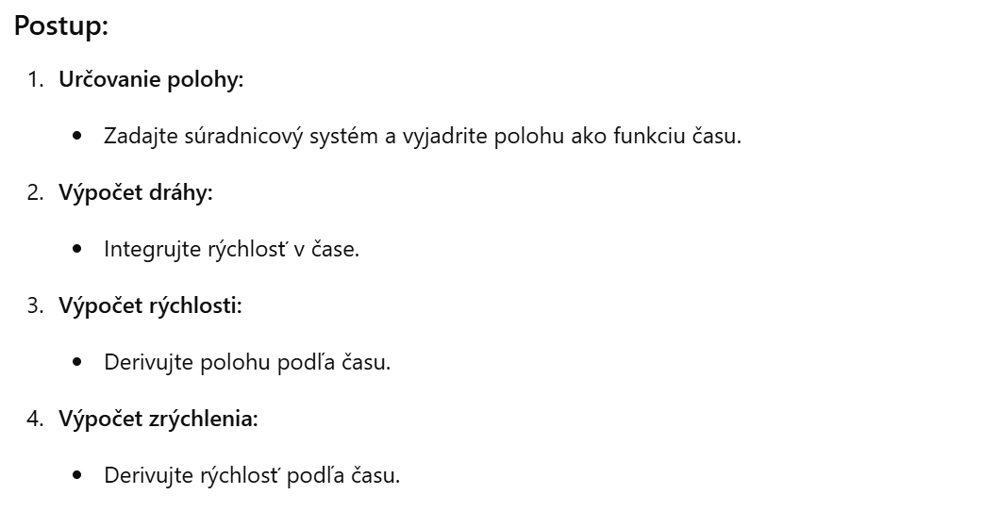 Postup:
1. Určovanie polohy:
• Zadajte súradnicový systém a vyjadrite polohu ako funkciu času.
2. Výpočet dráhy:
• Integrujte rýchlosť v čase.
3. Výpočet rýchlosti:
• Derivujte polohu podľa času.
4. Výpočet zrýchlenia:
• Derivujte rýchlosť podľa času.